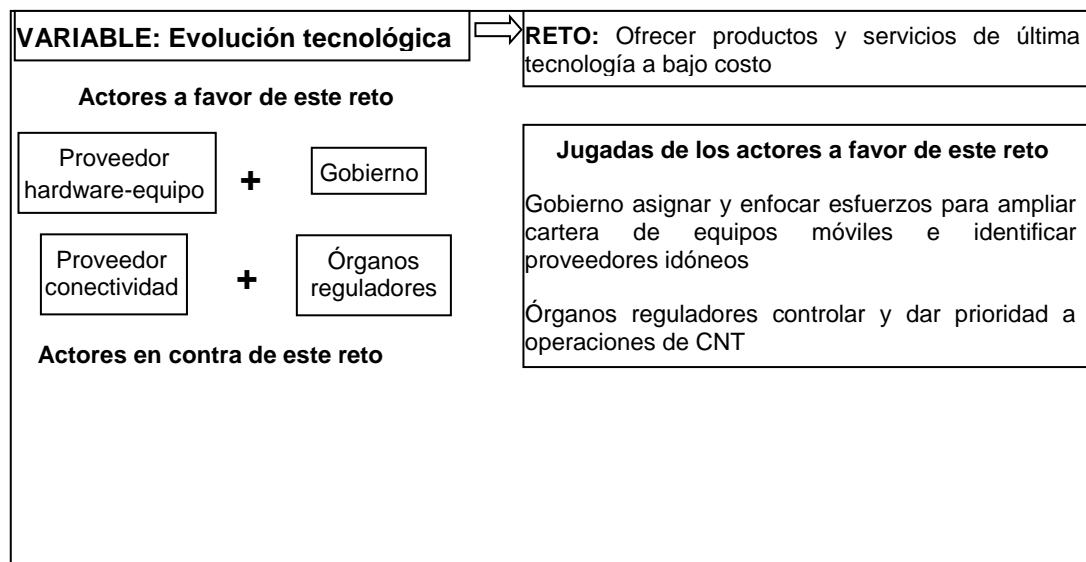 VARIABLE: Evolución tecnológica
RETO: Ofrecer productos y servicios de última
tecnología a bajo costo
Actores a favor de este reto
Proveedor
hardware-equipo
+
Gobierno
Proveedor
conectividad
+
Órganos
reguladores
Actores en contra de este reto
Jugadas de los actores a favor de este reto
Gobierno asignar y enfocar esfuerzos para ampliar
cartera de equipos móviles e identificar
proveedores idóneos
Órganos reguladores controlar y dar prioridad a
operaciones de CNT